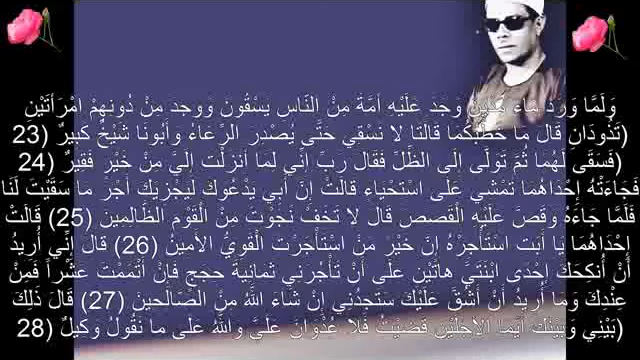 وَلَمَّا وَرَدَ مَاءَ مَدْيَنَ وَجَدَ عَلَيْهِ أُمَّةً مِنَ النَّاسِ يَسْقُونَ وَوَجَدَ مِنْ دُونِهِمُ امْرَأَتَيْنِ
(تَذُودَانِ قَالَ مَا خَطْبُكُمَا قَالَتَا لَا نَسْقِي حَتَّى يُصْدِرَ الرِّعَاءُ وَأَبُونَا شَيْخٌ كَبِيرٌ (23
(فَسَقَى لَهُمَا ثُمَّ تَوَلَّى إِلَى الظِّلِّ فَقَالَ رَبِّ إِنِّي لِمَا أَنْزَلْتَ إِلَيَّ مِنْ خَيْرٍ فَقِيرٌ (24
فَجَاءَتْهُ إِحْدَاهُمَا تَمْشِي عَلَى اسْتِحْيَاءٍ قَالَتْ إِنَّ أَبِي يَدْعُوكَ لِيَجْزِيَكَ أَجْرَ مَا سَقَيْتَ لَنَا
فَلَمَّا جَاءَهُ وَقَصَّ عَلَيْهِ الْقَصَصَ قَالَ لَا تَخَفْ نَجَوْتَ مِنَ الْقَوْمِ الظَّالِمِينَ (25) قَالَتْ
إِحْدَاهُمَا يَا أَبَتِ اسْتَأْجِرْهُ إِنَّ خَيْرَ مَنِ اسْتَأْجَرْتَ الْقَوِيُّ الْأَمِينُ (26) قَالَ إِنِّي أُرِيدُ
أَنْ أُنْكِحَكَ إِحْدَى ابْنَتَيَّ هَاتَيْنِ عَلَى أَنْ تَأْجُرَنِي ثَمَانِيَةَ حِجَجٍ فَإِنْ أَتْمَمْتَ عَشْرًا فَمِنْ
عِنْدِكَ وَمَا أُرِيدُ أَنْ أَشُقَّ عَلَيْكَ سَتَجِدُنِي إِنْ شَاءَ اللَّهُ مِنَ الصَّالِحِينَ (27) قَالَ ذَلِكَ
(بَيْنِي وَبَيْنَكَ أَيَّمَا الْأَجَلَيْنِ قَضَيْتُ فَلَا عُدْوَانَ عَلَيَّ وَاللَّهُ عَلَى مَا نَقُولُ وَكِيلٌ (28